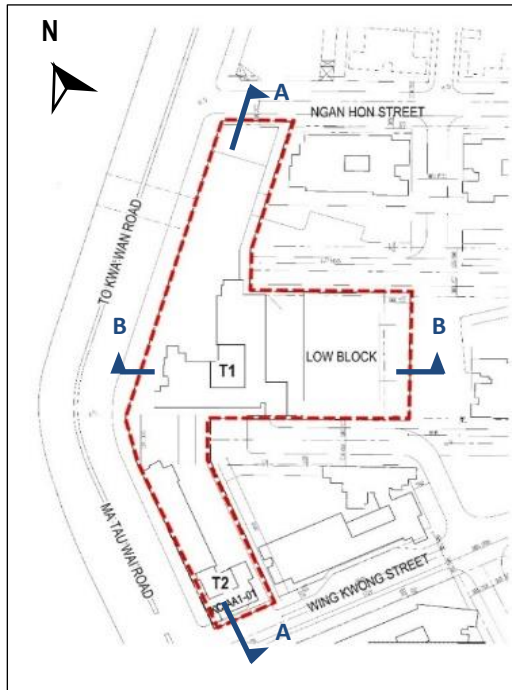 N
A
NGAN HON STREET
TO KWA WAN ROAD
B
B
LOW BLOCK
T1
MA TAU WAI ROAD
T2
WING KWONG STREET
A